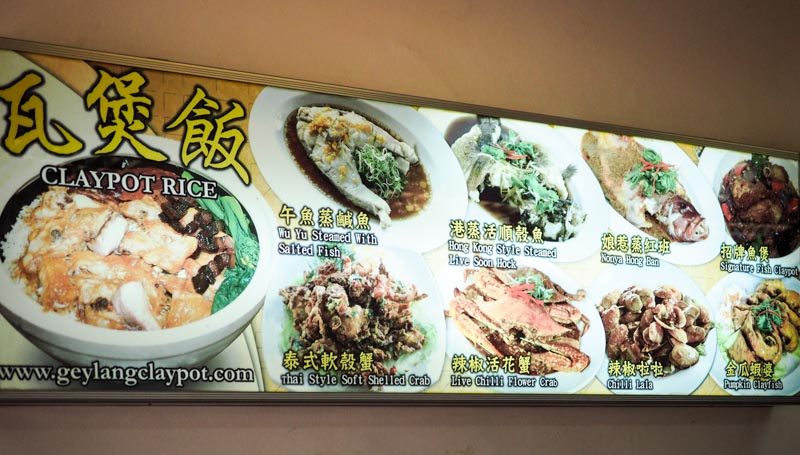 瓦煲飯
CLAYPOT RICE
www.geylangclaypot.com
午魚蒸鹹魚
Wu Yu Steamed With
Salted Fish
港蒸活順殼魚
Hong Kong Style Steamed
Live Soon Hock
娘惹蒸紅班
Nonya Hong Ban
招牌魚煲
Signature Fish Claypot
泰式軟殼蟹
Thai Style Soft Shelled Crab
辣椒活花蟹
Live Chilli Flower Crab
辣椒拉拉
Chilli Lala
金瓜蝦婆
Pumpkin Clayfish